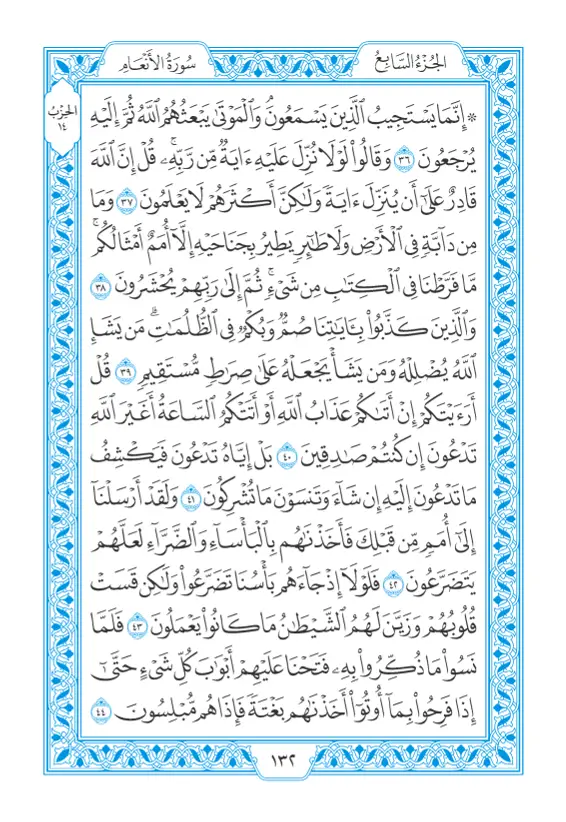 الجُزْءُ السَّابِعُ
سُورَةُ الأَنْعَامِ
الحِزْبُ
١٤
۞ إِنَّمَا يَسْتَجِيبُ ٱلَّذِينَ يَسْمَعُونَۘ وَٱلْمَوْتَىٰ يَبْعَثُهُمُ ٱللَّهُ ثُمَّ إِلَيْهِ
يُرْجَعُونَ ٣٦ وَقَالُوا۟ لَوْلَا نُزِّلَ عَلَيْهِ ءَايَةٌ مِّن رَّبِّهِۦۚ قُلْ إِنَّ ٱللَّهَ
قَادِرٌ عَلَىٰٓ أَن يُنَزِّلَ ءَايَةً وَلَٰكِنَّ أَكْثَرَهُمْ لَا يَعْلَمُونَ ٣٧ وَمَا
مِن دَآبَّةٍ فِى ٱلْأَرْضِ وَلَا طَٰٓئِرٍ يَطِيرُ بِجَنَاحَيْهِ إِلَّآ أُمَمٌ أَمْثَالُكُمۚ
مَّا فَرَّطْنَا فِى ٱلْكِتَٰبِ مِن شَىْءٍۚ ثُمَّ إِلَىٰ رَبِّهِمْ يُحْشَرُونَ ٣٨
وَٱلَّذِينَ كَذَّبُوا۟ بِـَٔايَٰتِنَا صُمٌّ وَبُكْمٌ فِى ٱلظُّلُمَٰتِۗ مَن يَشَإِ
ٱللَّهُ يُضْلِلْهُ وَمَن يَشَأْ يَجْعَلْهُ عَلَىٰ صِرَٰطٍ مُّسْتَقِيمٍ ٣٩ قُلْ
أَرَءَيْتَكُمْ إِنْ أَتَىٰكُمْ عَذَابُ ٱللَّهِ أَوْ أَتَتْكُمُ ٱلسَّاعَةُ أَغَيْرَ ٱللَّهِ
تَدْعُونَ إِن كُنتُمْ صَٰدِقِينَ ٤٠ بَلْ إِيَّاهُ تَدْعُونَ فَيَكْشِفُ
مَا تَدْعُونَ إِلَيْهِ إِن شَآءَ وَتَنسَوْنَ مَا تُشْرِكُونَ ٤١ وَلَقَدْ أَرْسَلْنَآ
إِلَىٰٓ أُمَمٍ مِّن قَبْلِكَ فَأَخَذْنَٰهُم بِٱلْبَأْسَآءِ وَٱلضَّرَّآءِ لَعَلَّهُمْ
يَتَضَرَّعُونَ ٤٢ فَلَوْلَآ إِذْ جَآءَهُم بَأْسُنَا تَضَرَّعُوا۟ وَلَٰكِن قَسَتْ
قُلُوبُهُمْ وَزَيَّنَ لَهُمُ ٱلشَّيْطَٰنُ مَا كَانُوا۟ يَعْمَلُونَ ٤٣ فَلَمَّا
نَسُوا۟ مَا ذُكِّرُوا۟ بِهِۦ فَتَحْنَا عَلَيْهِمْ أَبْوَٰبَ كُلِّ شَىْءٍ حَتَّىٰٓ
إِذَا فَرِحُوا۟ بِمَآ أُوتُوٓا۟ أَخَذْنَٰهُم بَغْتَةً فَإِذَا هُم مُّبْلِسُونَ ٤٤
١٣٢